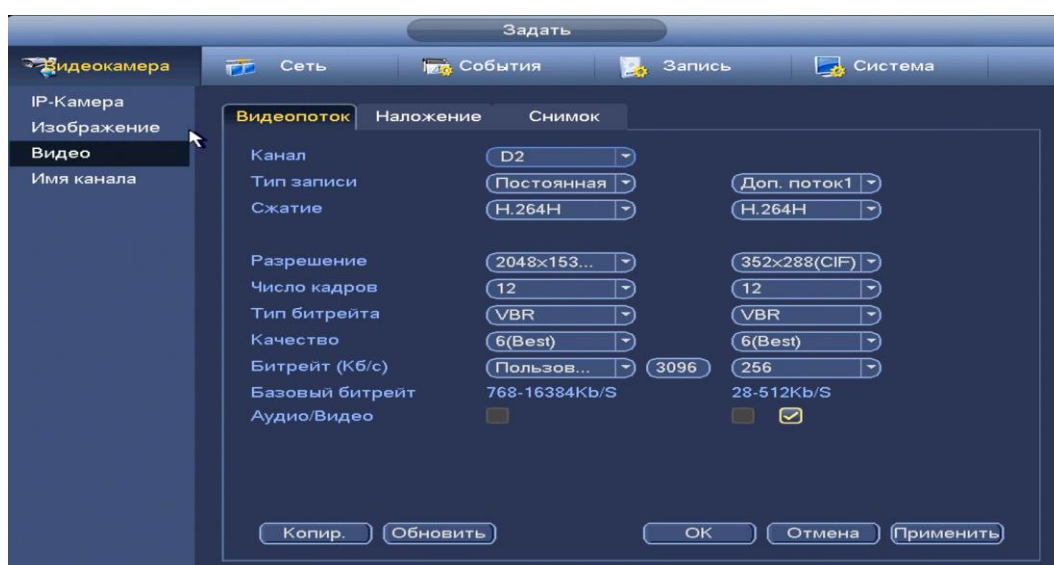 Задать
Видеокамера Сеть События Запись Система
IP-Камера
Изображение
Видео
Имя канала
Видеопоток Наложение Снимок
Канал D2
Тип записи Постоянная Доп. поток1
Сжатие H.264H H.264H
Разрешение 2048x153... 352x288(CIF)
Число кадров 12 12
Тип битрейта VBR VBR
Качество 6(Best) 6(Best)
Битрейт (Кб/с) Пользов... 3096 256
Базовый битрейт 768-16384Kb/S 28-512Kb/S
Аудио/Видео
Копир. Обновить ОК Отмена Применить